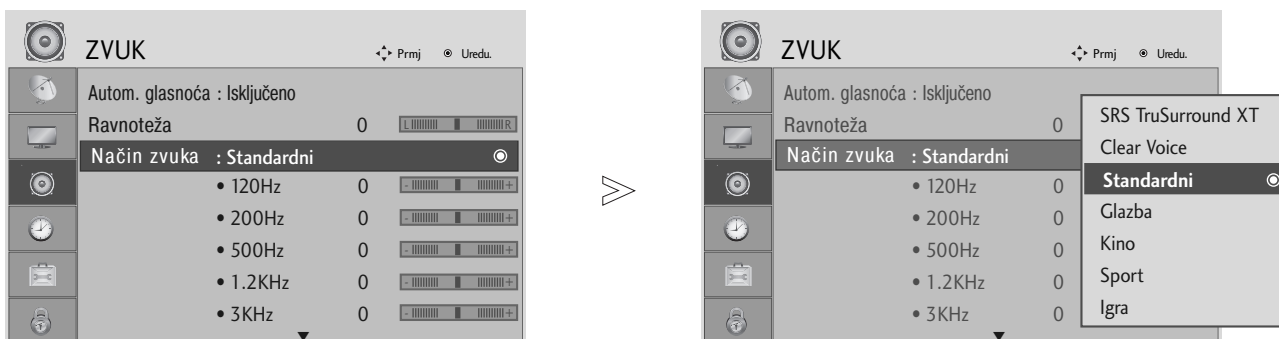 ZVUK
Prmj Uredu.
Autom. glasnoća : Isključeno
Ravnoteža 0 L R
Način zvuka : Standardni
• 120Hz 0 - +
• 200Hz 0 - +
• 500Hz 0 - +
• 1.2KHz 0 - +
• 3KHz 0 - +
ZVUK
Prmj Uredu.
Autom. glasnoća : Isključeno
Ravnoteža 0
Način zvuka : Standardni
• 120Hz 0
• 200Hz 0
• 500Hz 0
• 1.2KHz 0
• 3KHz 0
SRS TruSurround XT
Clear Voice
Standardni
Glazba
Kino
Sport
Igra